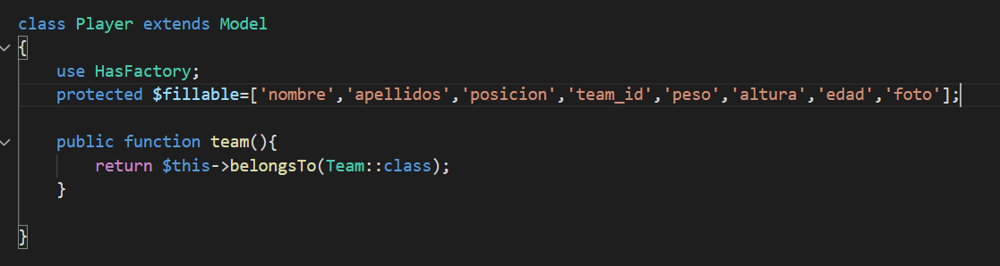 class Player extends Model
{
    use HasFactory;
    protected $fillable=['nombre','apellidos','posicion','team_id','peso','altura','edad','foto'];
    public function team(){
        return $this->belongsTo(Team::class);
    }
}